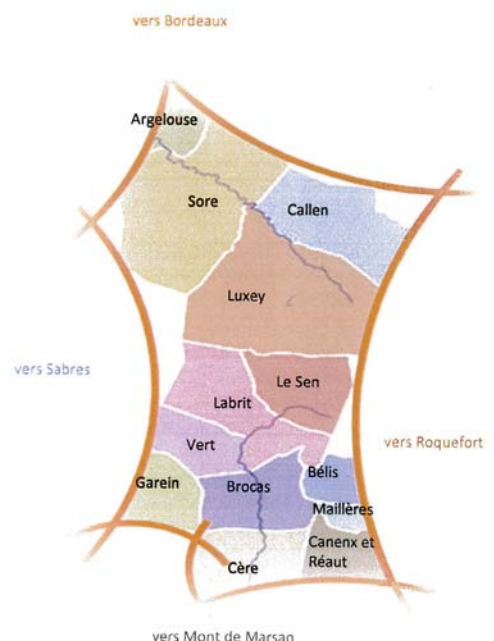 vers Bordeaux
Argelouse
Sore
Callen
Luxey
vers Sabres
Le Sen
Labrit
vers Roquefort
Vert
Bélis
Garein
Brocas
Maillères
Canenx et
Réaut
Cère
vers Mont de Marsan